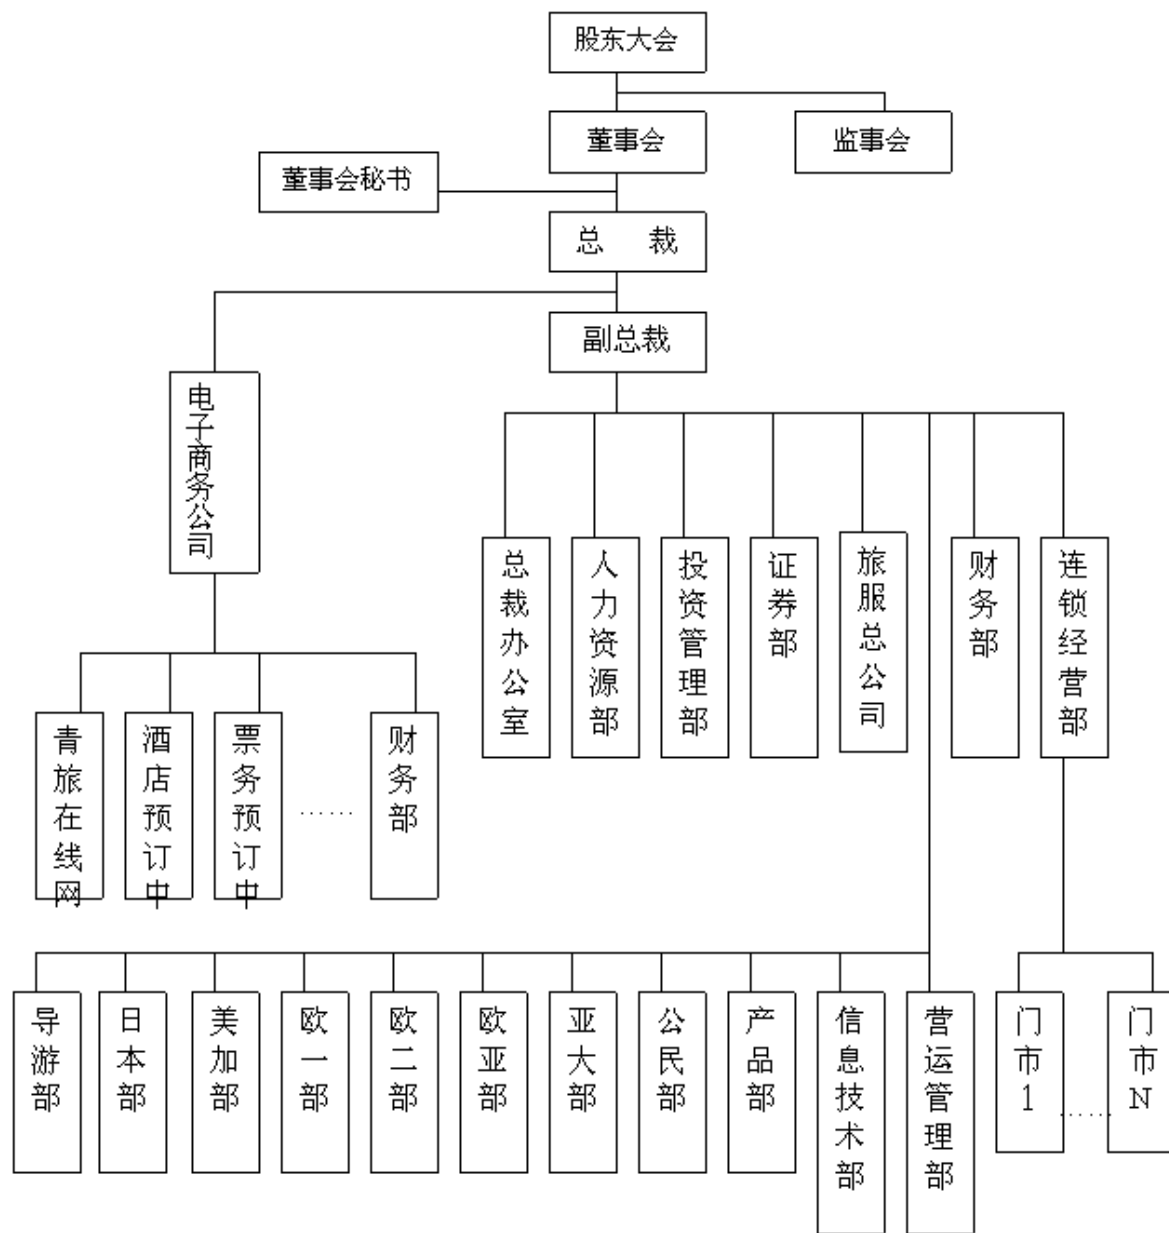 股东大会
董事会
监事会
董事会秘书
总 裁
副总裁
电子商务公司
总裁办公室
人力资源部
投资管理部
证券部
旅服总公司
财务部
连锁经营部
青旅在线网
酒店预订中
票务预订中
……
财务部
导游部
日本部
美加部
欧一部
欧二部
欧亚部
亚大部
公民部
产品部
信息技术部
营运管理部
门市1
……
门市N